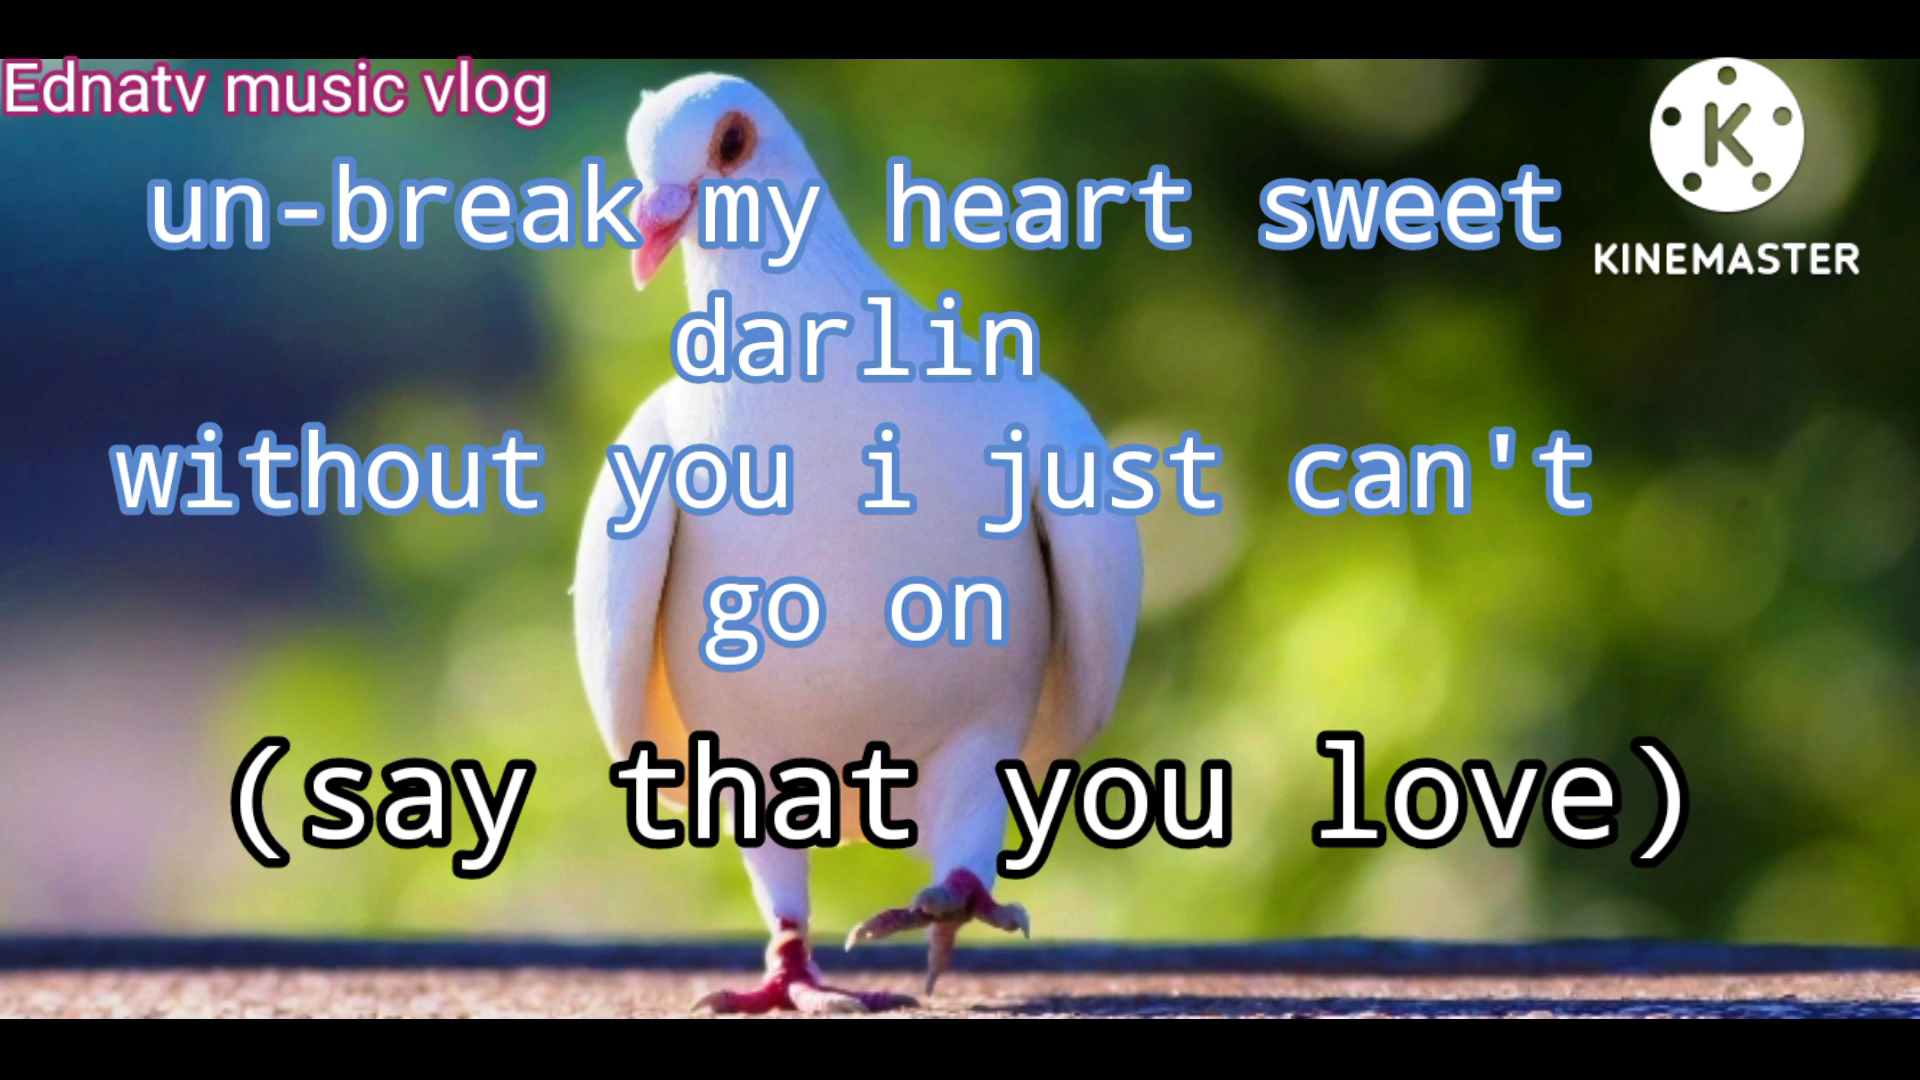 Ednatv music vlog
K
KINEMASTER
un-break my heart sweet
darlin
without you i just can't
go on
(say that you love)